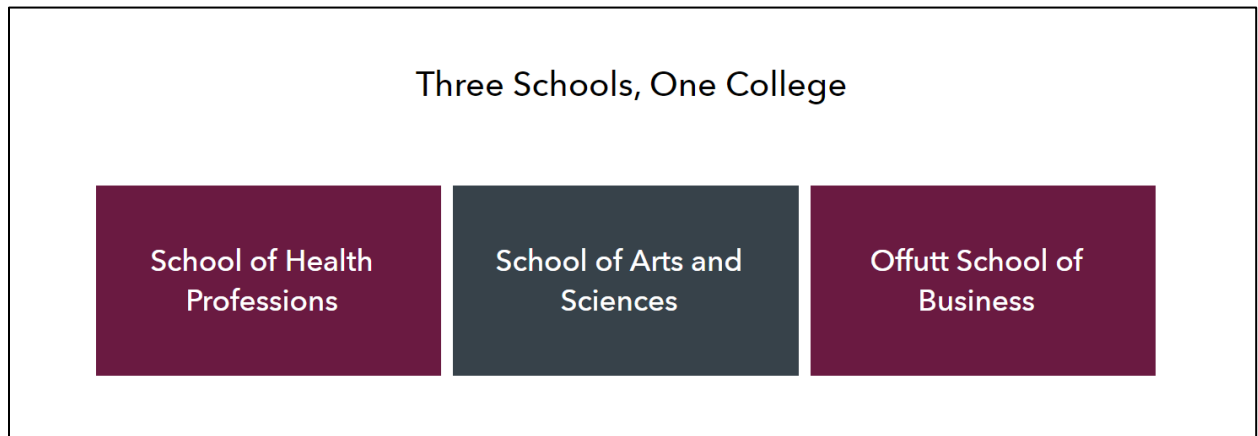 Three Schools, One College
School of Health
Professions
School of Arts and
Sciences
Offutt School of
Business